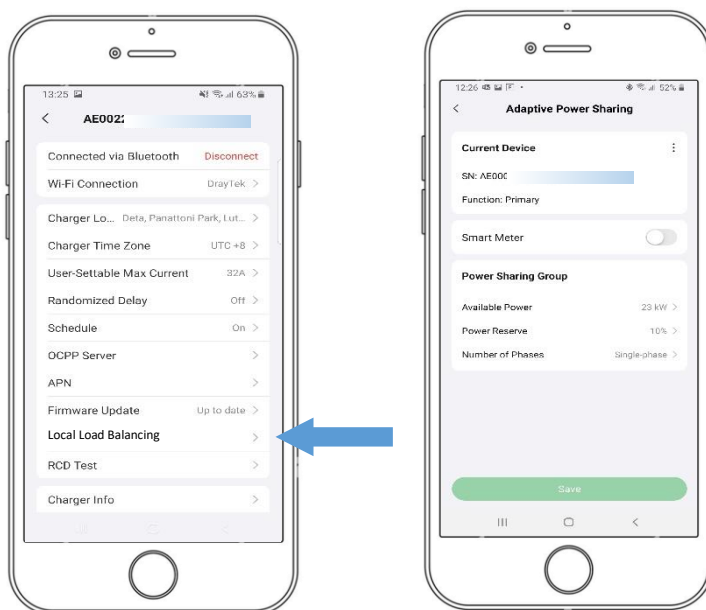 13:25 63%
AE0022
Connected via Bluetooth Disconnect
Wi-Fi Connection DrayTek >
Charger Lo... Deta, Panattoni Park, Lut... >
Charger Time Zone UTC +8 >
User-Settable Max Current 32A >
Randomized Delay Off >
Schedule On >
OCPP Server >
APN >
Firmware Update Up to date >
Local Load Balancing >
RCD Test >
Charger Info >
12:26 52%
Adaptive Power Sharing
Current Device
SN: AE000
Function: Primary
Smart Meter
Power Sharing Group
Available Power 23 kW >
Power Reserve 10% >
Number of Phases Single-phase >
Save